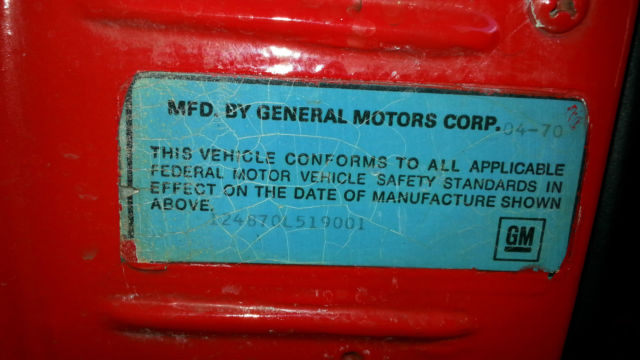 MFD. BY GENERAL MOTORS CORP. 04-70
THIS VEHICLE CONFORMS TO ALL APPLICABLE
FEDERAL MOTOR VEHICLE SAFETY STANDARDS IN
EFFECT ON THE DATE OF MANUFACTURE SHOWN
ABOVE.
124870L519001
GM